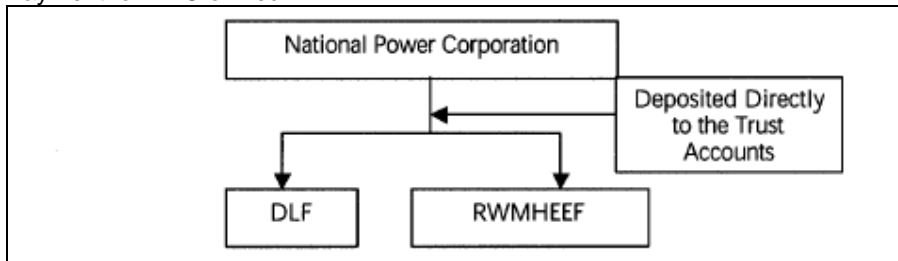 National Power Corporation
Deposited Directly
to the Trust
Accounts
DLF
RWMHEEF